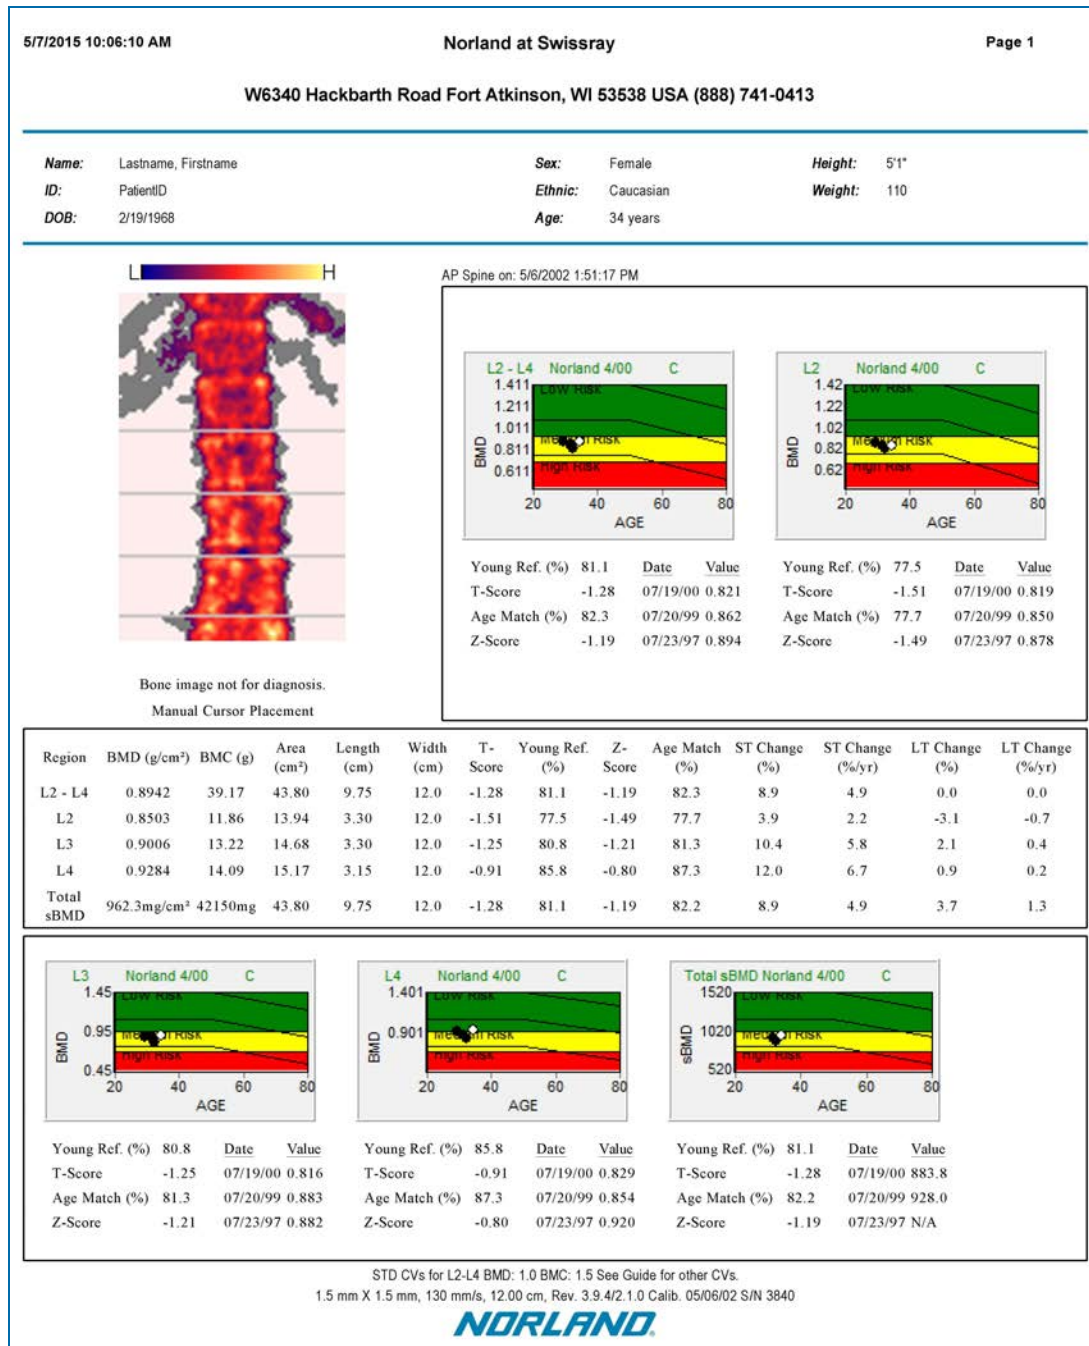 5/7/2015 10:06:10 AM Norland at Swissray Page 1
W6340 Hackbarth Road Fort Atkinson, WI 53538 USA (888) 741-0413
Name: Lastname, Firstname Sex: Female Height: 5'1"
ID: PatientID Ethnic: Caucasian Weight: 110
DOB: 2/19/1968 Age: 34 years
L H
AP Spine on: 5/6/2002 1:51:17 PM
L2 - L4 Norland 4/00 C
1.411
1.211
1.011
0.811
0.611
BMD
Low Risk
Medium Risk
High Risk
20 40 60 80
AGE
Young Ref. (%) 81.1 Date Value
T-Score -1.28 07/19/00 0.821
Age Match (%) 82.3 07/20/99 0.862
Z-Score -1.19 07/23/97 0.894
L2 Norland 4/00 C
1.42
1.22
1.02
0.82
0.62
BMD
Low Risk
Medium Risk
High Risk
20 40 60 80
AGE
Young Ref. (%) 77.5 Date Value
T-Score -1.51 07/19/00 0.819
Age Match (%) 77.7 07/20/99 0.850
Z-Score -1.49 07/23/97 0.878
Bone image not for diagnosis.
Manual Cursor Placement
Region BMD (g/cm²) BMC (g) Area (cm²) Length (cm) Width (cm) T-Score Young Ref. (%) Z-Score Age Match (%) ST Change (%) ST Change (%/yr) LT Change (%) LT Change (%/yr)
L2 - L4 0.8942 39.17 43.80 9.75 12.0 -1.28 81.1 -1.19 82.3 8.9 4.9 0.0 0.0
L2 0.8503 11.86 13.94 3.30 12.0 -1.51 77.5 -1.49 77.7 3.9 2.2 -3.1 -0.7
L3 0.9006 13.22 14.68 3.30 12.0 -1.25 80.8 -1.21 81.3 10.4 5.8 2.1 0.4
L4 0.9284 14.09 15.17 3.15 12.0 -0.91 85.8 -0.80 87.3 12.0 6.7 0.9 0.2
Total sBMD 962.3mg/cm² 42150mg 43.80 9.75 12.0 -1.28 81.1 -1.19 82.2 8.9 4.9 3.7 1.3
L3 Norland 4/00 C
1.45
0.95
0.45
BMD
Low Risk
Medium Risk
High Risk
20 40 60 80
AGE
Young Ref. (%) 80.8 Date Value
T-Score -1.25 07/19/00 0.816
Age Match (%) 81.3 07/20/99 0.883
Z-Score -1.21 07/23/97 0.882
L4 Norland 4/00 C
1.401
0.901
BMD
Low Risk
Medium Risk
High Risk
20 40 60 80
AGE
Young Ref. (%) 85.8 Date Value
T-Score -0.91 07/19/00 0.829
Age Match (%) 87.3 07/20/99 0.854
Z-Score -0.80 07/23/97 0.920
Total sBMD Norland 4/00 C
1520
1020
520
sBMD
Low Risk
Medium Risk
High Risk
20 40 60 80
AGE
Young Ref. (%) 81.1 Date Value
T-Score -1.28 07/19/00 883.8
Age Match (%) 82.2 07/20/99 928.0
Z-Score -1.19 07/23/97 N/A
STD CVs for L2-L4 BMD: 1.0 BMC: 1.5 See Guide for other CVs.
1.5 mm X 1.5 mm, 130 mm/s, 12.00 cm, Rev. 3.9.4/2.1.0 Calib. 05/06/02 S/N 3840
NORLAND